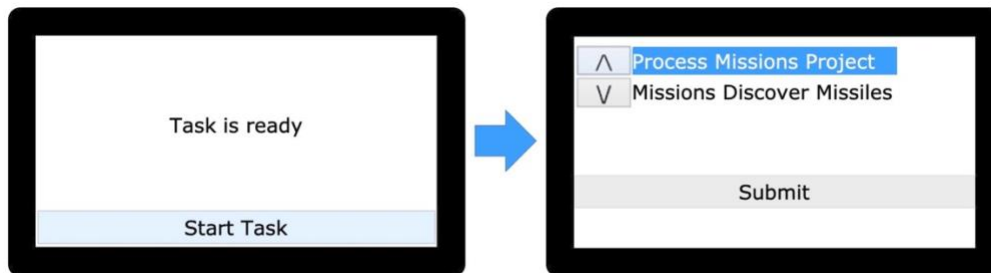 Task is ready
Start Task
Process Missions Project
Missions Discover Missiles
Submit